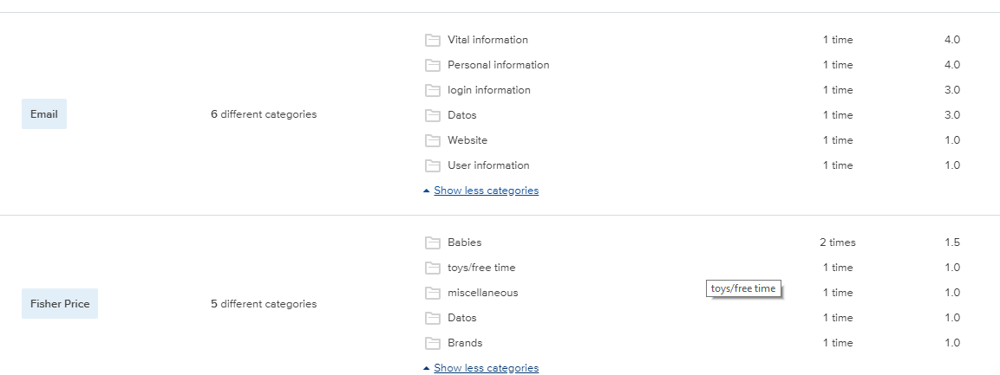 Vital information 1 time 4.0
Personal information 1 time 4.0
login information 1 time 3.0
Email 6 different categories Datos 1 time 3.0
Website 1 time 1.0
User information 1 time 1.0
Show less categories
Babies 2 times 1.5
toys/free time 1 time 1.0
toys/free time
miscellaneous 1 time 1.0
Fisher Price 5 different categories
Datos 1 time 1.0
Brands 1 time 1.0
Show less categories